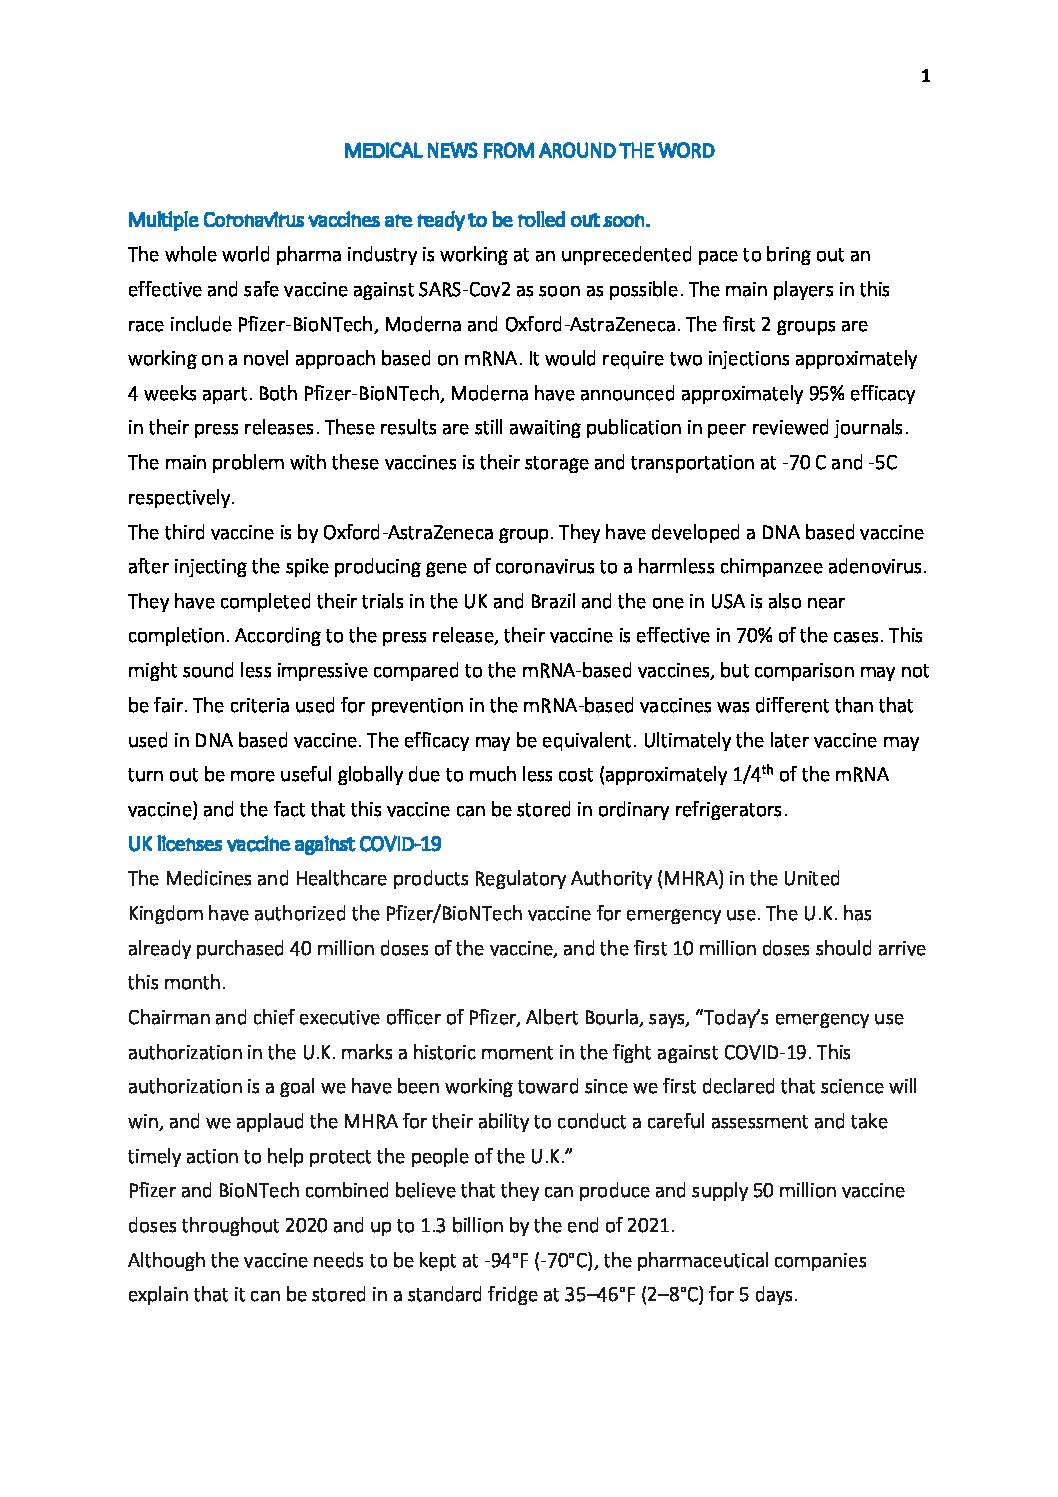 1
MEDICAL NEWS FROM AROUND THE WORD
Multiple Coronavirus vaccines are ready to be rolled out soon.
The whole world pharma industry is working at an unprecedented pace to bring out an
effective and safe vaccine against SARS-Cov2 as soon as possible. The main players in this
race include Pfizer-BioNTech, Moderna and Oxford-AstraZeneca. The first 2 groups are
working on a novel approach based on mRNA. It would require two injections approximately
4 weeks apart. Both Pfizer-BioNTech, Moderna have announced approximately 95% efficacy
in their press releases. These results are still awaiting publication in peer reviewed journals.
The main problem with these vaccines is their storage and transportation at -70 C and -5C
respectively.
The third vaccine is by Oxford-AstraZeneca group. They have developed a DNA based vaccine
after injecting the spike producing gene of coronavirus to a harmless chimpanzee adenovirus.
They have completed their trials in the UK and Brazil and the one in USA is also near
completion. According to the press release, their vaccine is effective in 70% of the cases. This
might sound less impressive compared to the mRNA-based vaccines, but comparison may not
be fair. The criteria used for prevention in the mRNA-based vaccines was different than that
used in DNA based vaccine. The efficacy may be equivalent. Ultimately the later vaccine may
turn out be more useful globally due to much less cost (approximately 1/4th of the mRNA
vaccine) and the fact that this vaccine can be stored in ordinary refrigerators.
UK licenses vaccine against COVID-19
The Medicines and Healthcare products Regulatory Authority (MHRA) in the United
Kingdom have authorized the Pfizer/BioNTech vaccine for emergency use. The U.K. has
already purchased 40 million doses of the vaccine, and the first 10 million doses should arrive
this month.
Chairman and chief executive officer of Pfizer, Albert Bourla, says, “Today’s emergency use
authorization in the U.K. marks a historic moment in the fight against COVID-19. This
authorization is a goal we have been working toward since we first declared that science will
win, and we applaud the MHRA for their ability to conduct a careful assessment and take
timely action to help protect the people of the U.K.”
Pfizer and BioNTech combined believe that they can produce and supply 50 million vaccine
doses throughout 2020 and up to 1.3 billion by the end of 2021.
Although the vaccine needs to be kept at -94°F (-70°C), the pharmaceutical companies
explain that it can be stored in a standard fridge at 35–46°F (2–8°C) for 5 days.